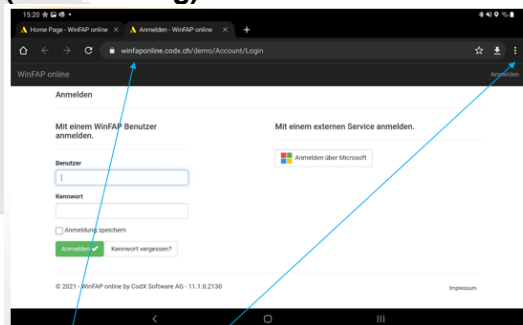 15:20
Home Page - WinFAP online × Anmelden - WinFAP online × +
winfaponline.codx.ch/demo/Account/Login
WinFAP online Anmelden
Anmelden
Mit einem WinFAP Benutzer
anmelden.
Mit einem externen Service anmelden.
Benutzer
Anmelden über Microsoft
Kennwort
Anmeldung speichern
Anmelden ✔ Kennwort vergessen?
© 2021 - WinFAP online by CodX Software AG - 11.1.0.2130 Impressum